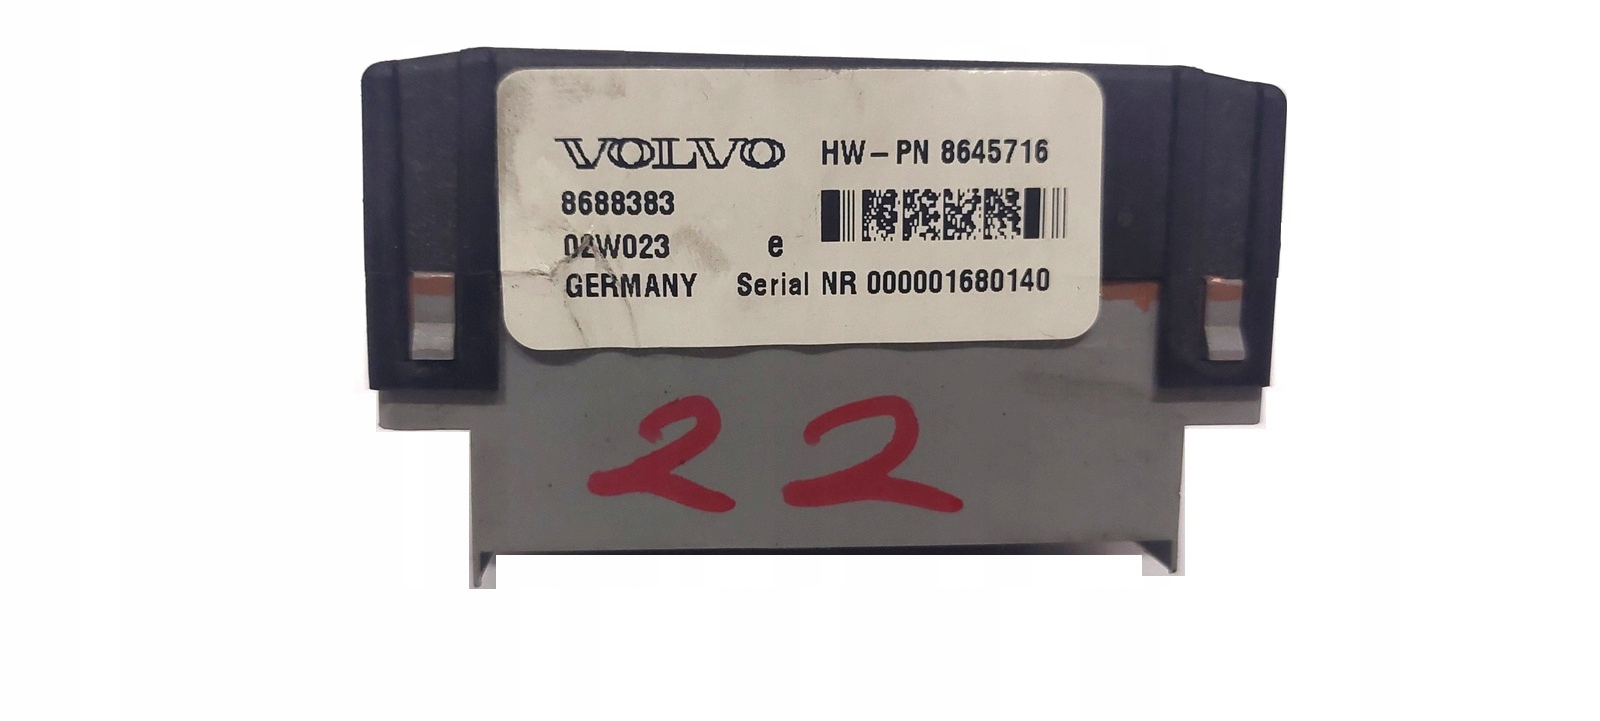 VOLVO HW-PN 8645716
8688383
02W023 e
GERMANY Serial NR 000001680140
22